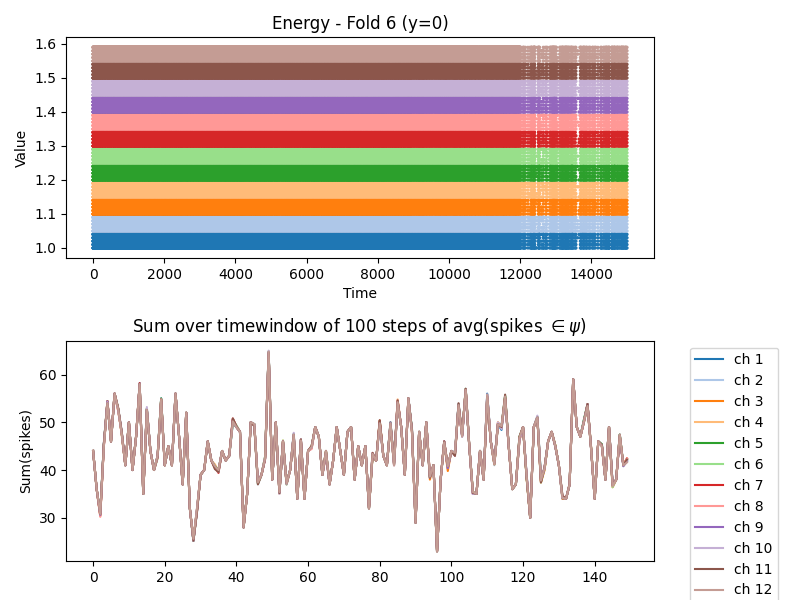 Energy - Fold 6 (y=0)
1.6
1.5
1.4
1.3
1.2
1.1
1.0
Value
0 2000 4000 6000 8000 10000 12000 14000
Time
Sum over timewindow of 100 steps of avg(spikes ∈ ψ)
60
50
40
30
Sum(spikes)
0 20 40 60 80 100 120 140
ch 1
ch 2
ch 3
ch 4
ch 5
ch 6
ch 7
ch 8
ch 9
ch 10
ch 11
ch 12